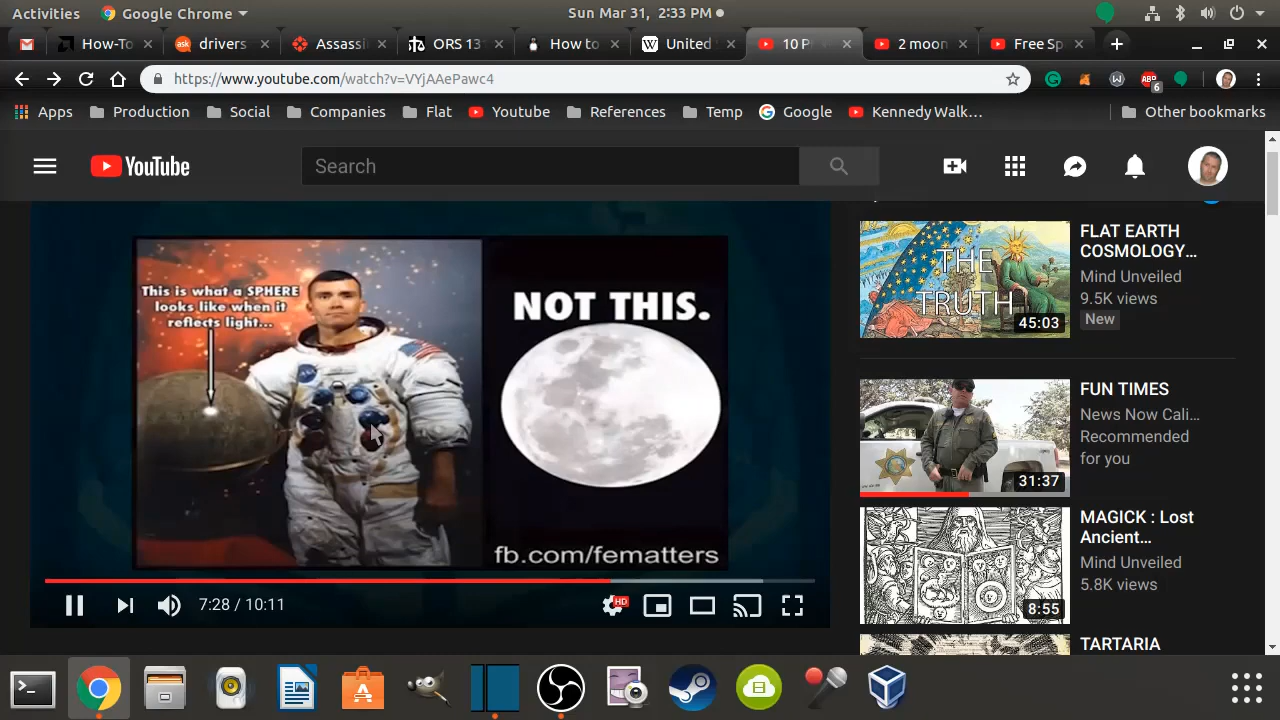 Activities
Google Chrome
Sun Mar 31, 2:33 PM
How-To
ask
drivers
Assassi
ORS 13
How to
W United
10 P
2 moon
Free Sp
https://www.youtube.com/watch?v=VYjAAePawc4
6
Apps
Production
Social
Companies
Flat
Youtube
References
Temp
Google
Kennedy Walk...
Other bookmarks
YouTube
Search
This is what a SPHERE
looks like when it
reflects light...
NOT THIS.
fb.com/fematters
7:28 / 10:11
HD
THE
TRUTH
45:03
FLAT EARTH
COSMOLOGY...
Mind Unveiled
9.5K views
New
31:37
FUN TIMES
News Now Cali...
Recommended
for you
8:55
MAGICK : Lost
Ancient...
Mind Unveiled
5.8K views
TARTARIA